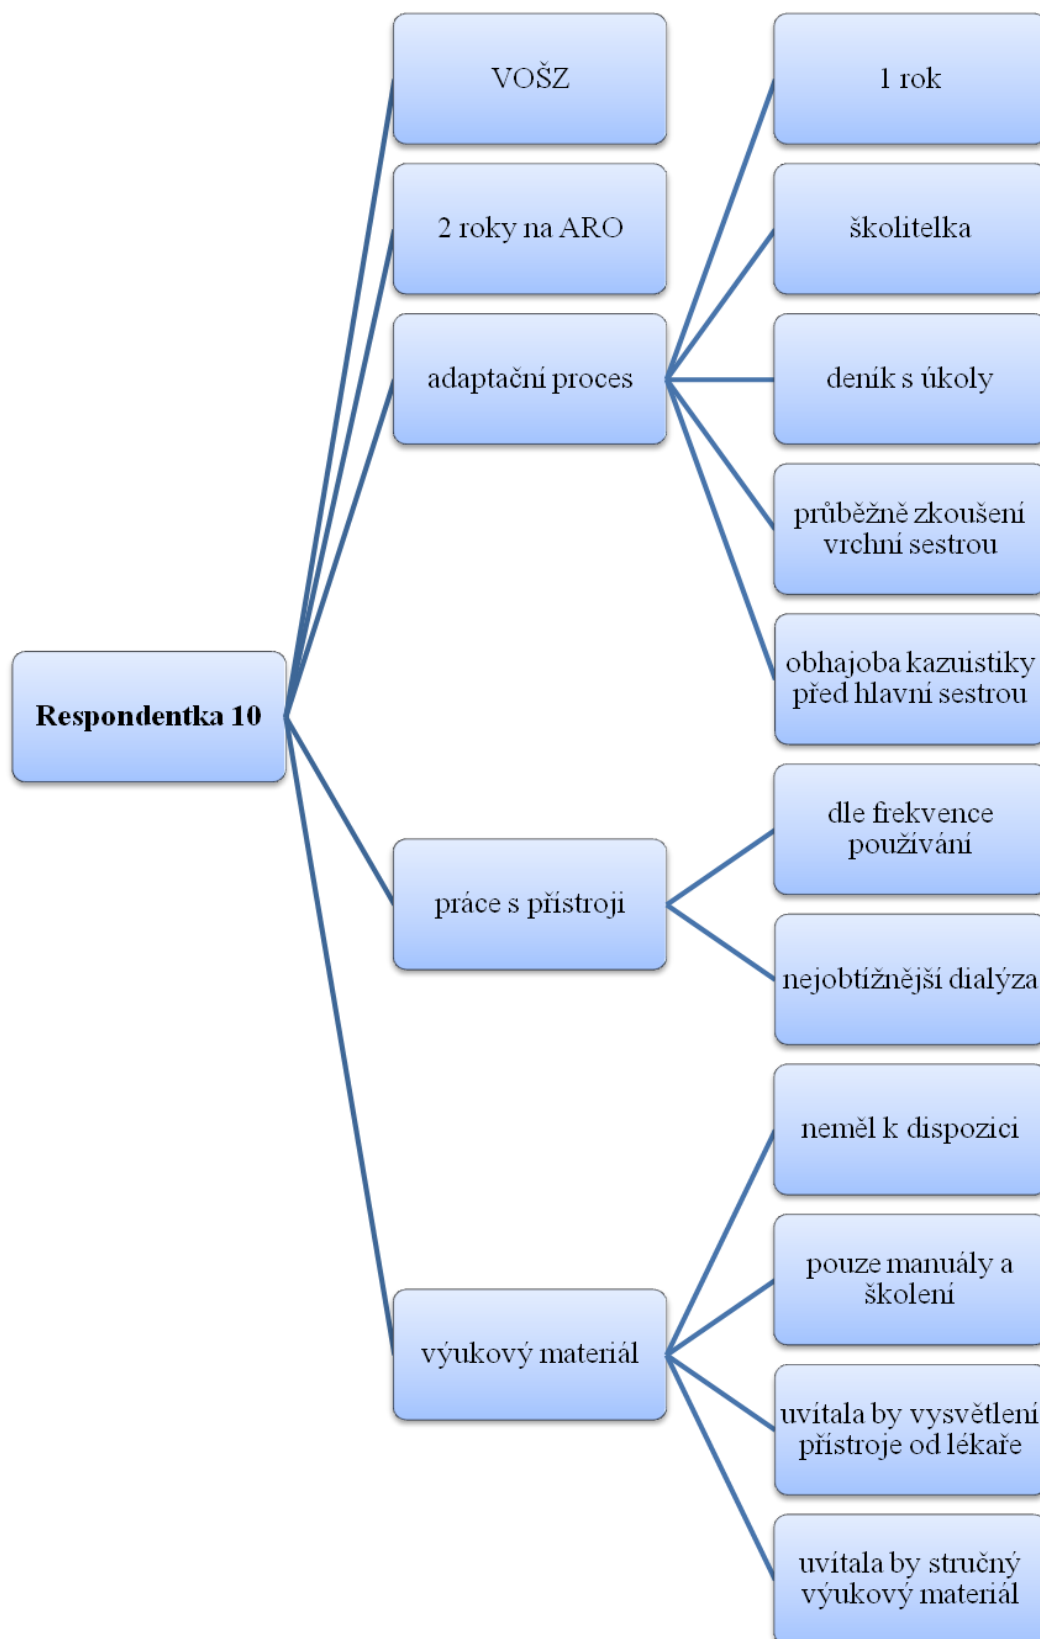 Respondentka 10
VOŠZ
2 roky na ARO
adaptační proces
1 rok
školitelka
deník s úkoly
průběžně zkoušení
vrchní sestrou
obhajoba kazuistiky
před hlavní sestrou
práce s přístroji
dle frekvence
používání
nejobtížnější dialýza
výukový materiál
neměl k dispozici
pouze manuály a
školení
uvítala by vysvětlení
přístroje od lékaře
uvítala by stručný
výukový materiál